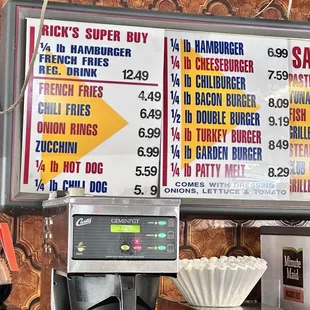 RICK'S SUPER BUY
¼ lb HAMBURGER
FRENCH FRIES
REG. DRINK 12.49
FRENCH FRIES 4.49
CHILI FRIES 6.99
ONION RINGS 6.99
ZUCCHINI 6.99
¼ lb HOT DOG 5.59
¼ lb CHILI DOG 5. 9
¼ lb HAMBURGER 6.99
¼ lb CHEESEBURGER 7.59
¼ lb CHILIBURGER
¼ lb BACON BURGER 8.09
½ lb DOUBLE BURGER 9.19
¼ lb TURKEY BURGER
¼ lb GARDEN BURGER 8.49
¼ lb PATTY MELT 8.29
COMES WITH DRESSING
ONIONS, LETTUCE & TOMATO
Curtis
GEMINITOP
Minute
Maid